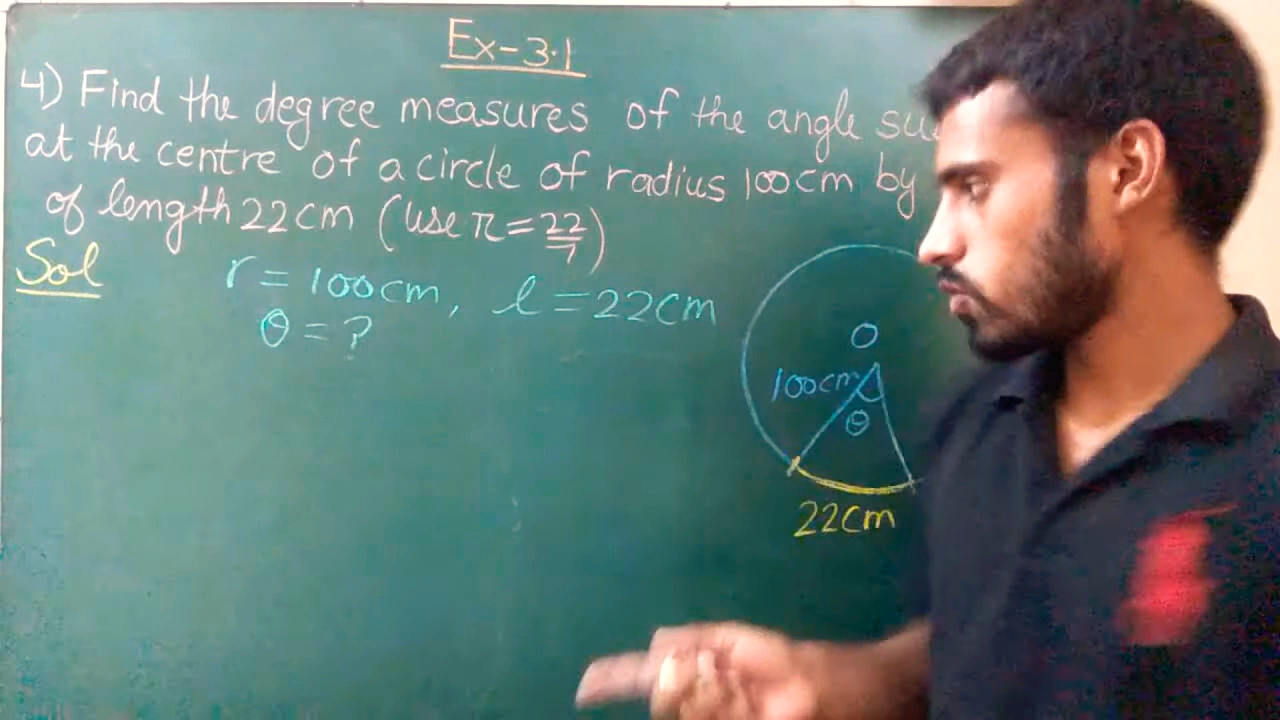 Ex-3.1
4) Find the degree measures of the angle
at the centre of a circle of radius 100cm by
of length 22cm (use π = 22/7)
Sol
r = 100cm, l = 22cm
θ = ?
O
100cm
θ
22cm